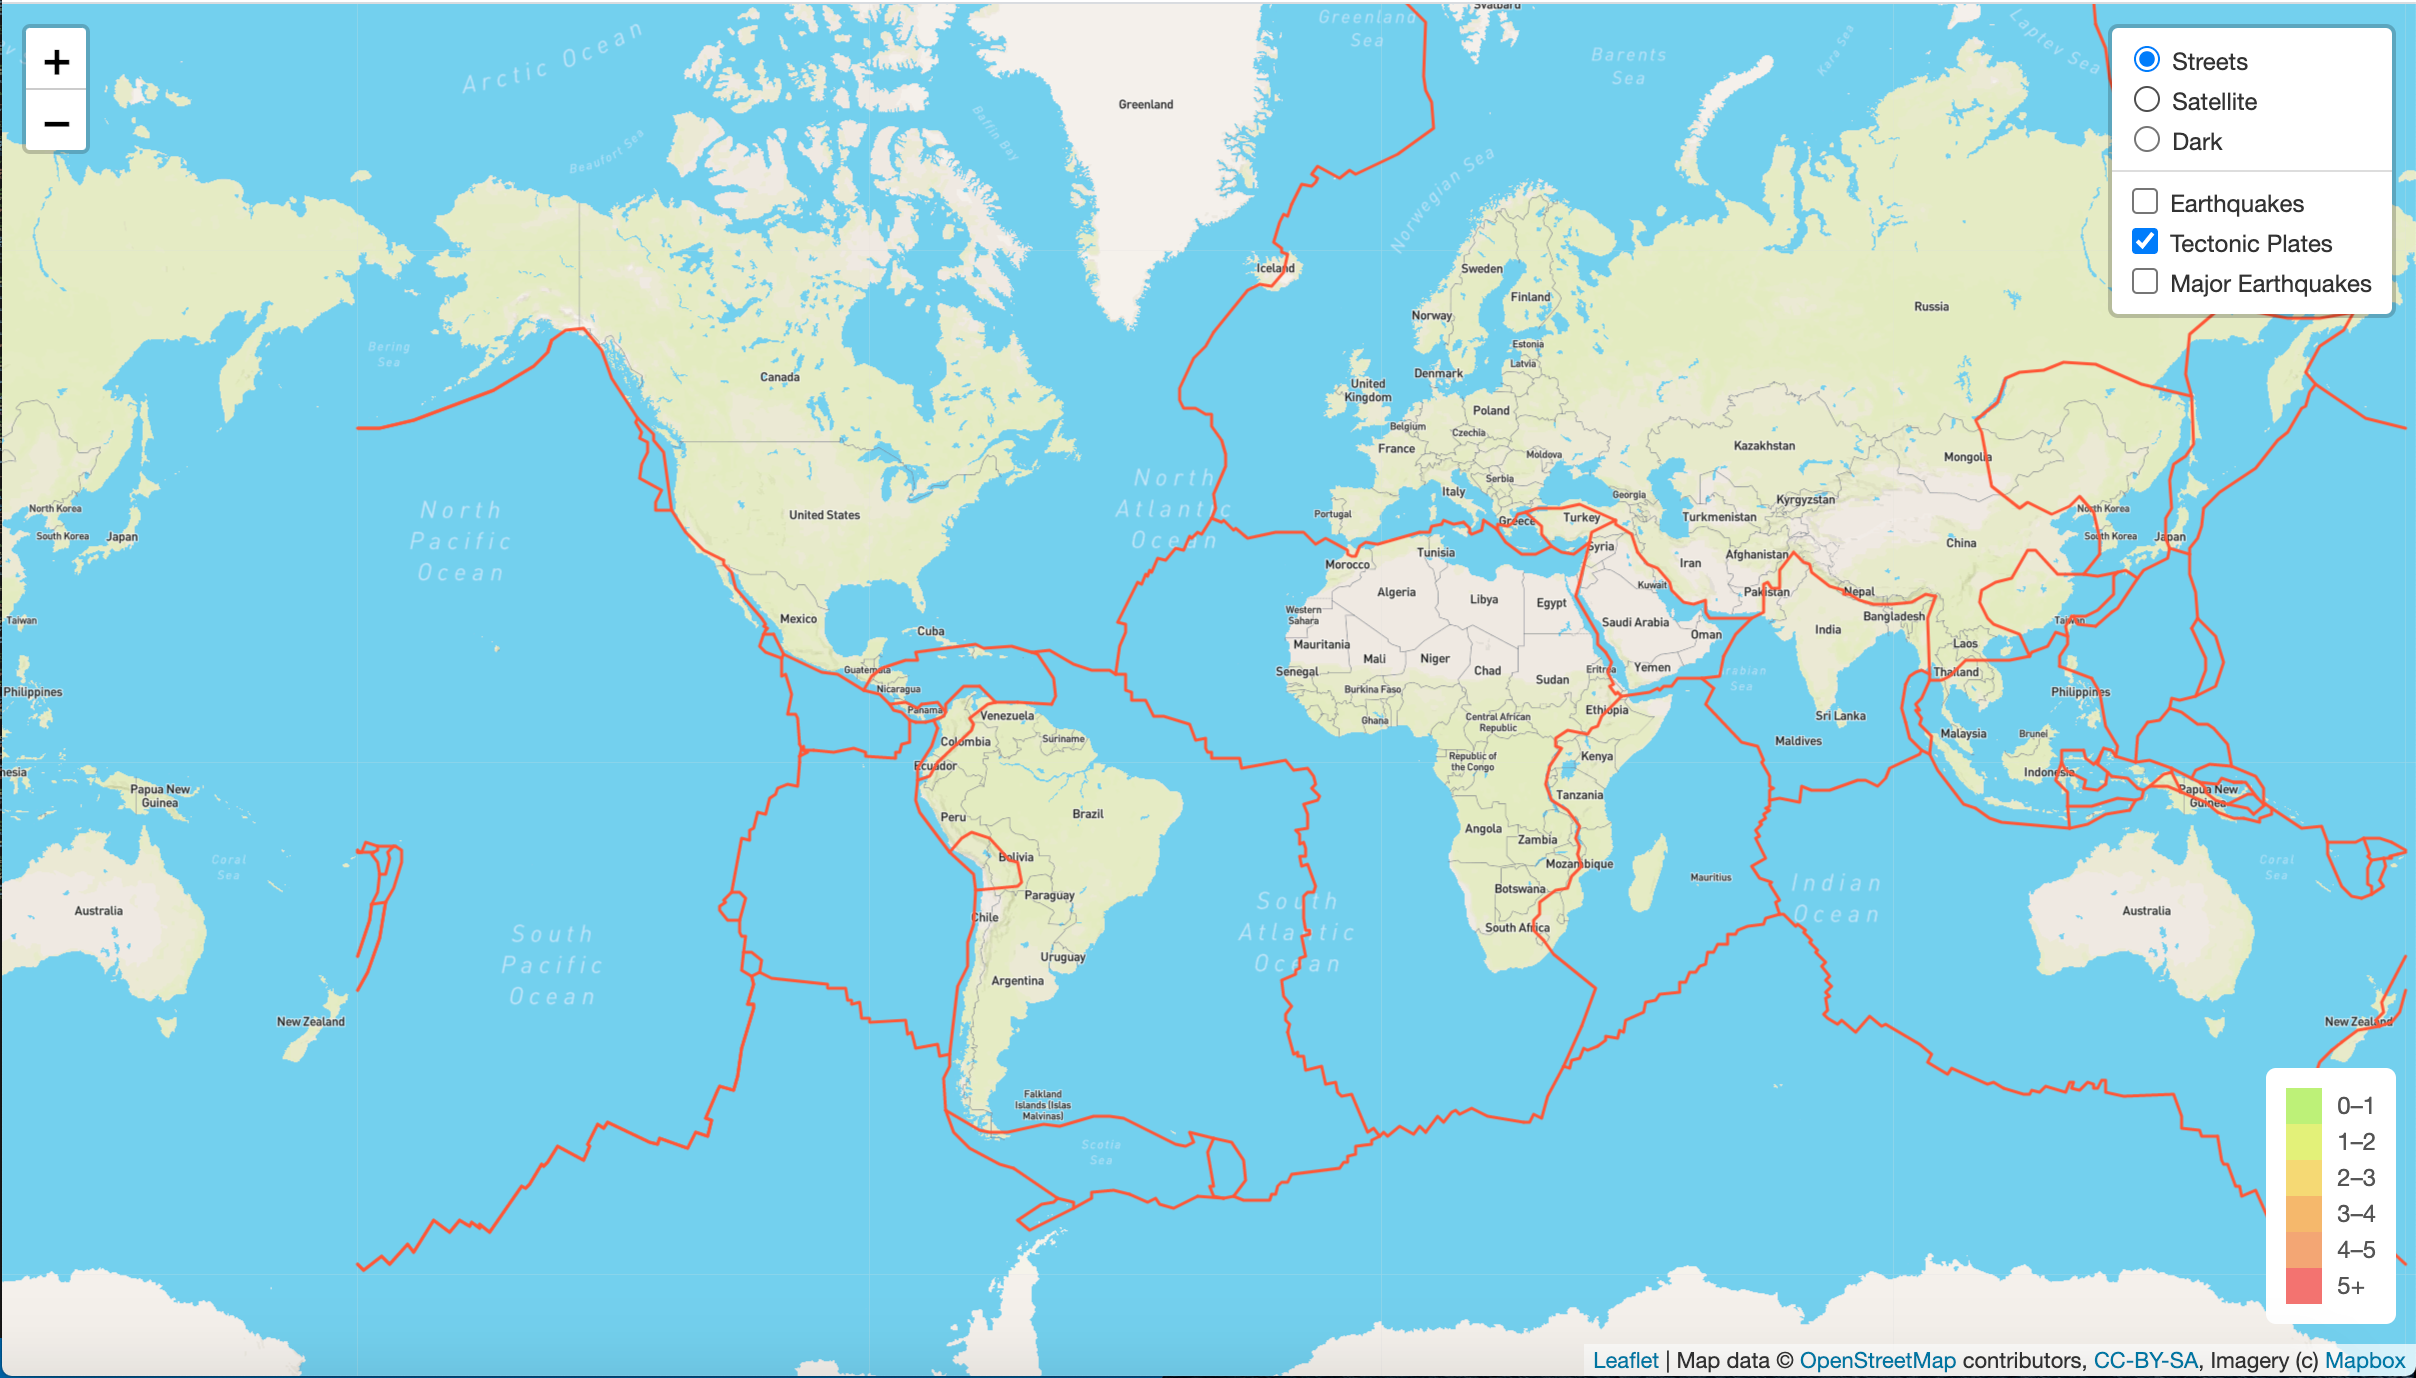 Svalbard
Greenland
Sea
Arctic Ocean
Barents
Sea
Kara Sea
Laptev Sea
+
−
Streets
Satellite
Dark
Earthquakes
Tectonic Plates
Major Earthquakes
Greenland
Baffin Bay
Beaufort Sea
Norwegian Sea
Iceland
Sweden
Finland
Norway
Russia
Estonia
Latvia
Denmark
Bering
Sea
Canada
United
Kingdom
Poland
Belgium
Czechia
France
Moldova
Kazakhstan
Mongolia
Serbia
Italy
Georgia
Kyrgyzstan
North
Atlantic
Ocean
North
Pacific
Ocean
United States
Portugal
Greece
Turkey
Turkmenistan
North Korea
South Korea
Japan
North Korea
South Korea
Japan
China
Syria
Tunisia
Morocco
Afghanistan
Iran
Kuwait
Pakistan
Nepal
Algeria
Libya
Egypt
Western
Sahara
Saudi Arabia
Bangladesh
India
Oman
Taiwan
Taiwan
Mexico
Cuba
Mauritania
Mali
Niger
Chad
Sudan
Eritrea
Yemen
Laos
Thailand
Arabian
Sea
Senegal
Guatemala
Nicaragua
Burkina Faso
Philippines
Philippines
Panama
Venezuela
Ghana
Central African
Republic
Ethiopia
Sri Lanka
Colombia
Suriname
Malaysia
Brunei
Maldives
Ecuador
Republic of
the Congo
Kenya
Indonesia
nesia
Papua New
Guinea
Papua New
Guinea
Tanzania
Peru
Brazil
Angola
Zambia
Mozambique
Bolivia
Mauritius
Coral
Sea
Coral
Sea
Botswana
Paraguay
Indian
Ocean
Australia
Australia
Chile
South
Atlantic
Ocean
South Africa
South
Pacific
Ocean
Uruguay
Argentina
New Zealand
New Zealand
Falkland
Islands (Islas
Malvinas)
Scotia
Sea
0–1
1–2
2–3
3–4
4–5
5+
Leaflet | Map data © OpenStreetMap contributors, CC-BY-SA, Imagery (c) Mapbox